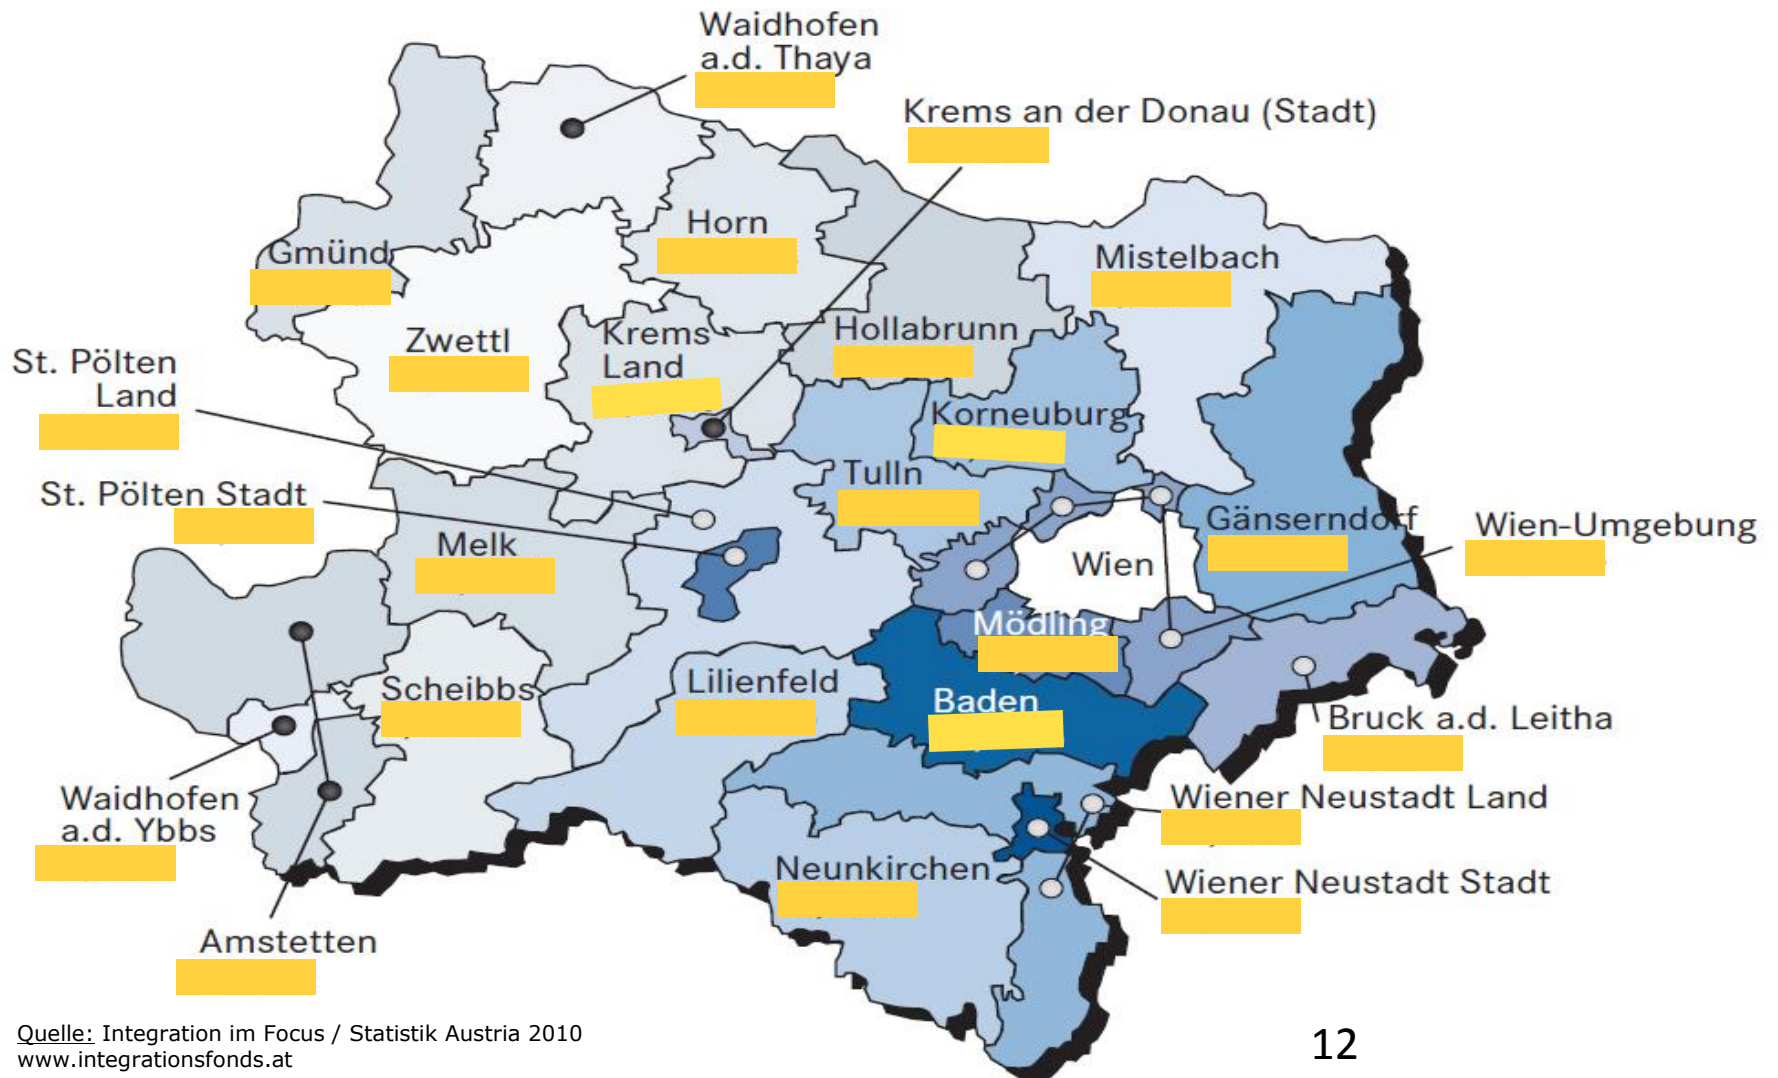 Waidhofen
a.d. Thaya
Krems an der Donau (Stadt)
Horn
Gmünd
Mistelbach
Zwettl
Krems
Land
Hollabrunn
St. Pölten
Land
Korneuburg
Tulln
St. Pölten Stadt
Melk
Gänserndorf
Wien-Umgebung
Wien
Mödling
Scheibbs
Lilienfeld
Baden
Bruck a.d. Leitha
Waidhofen
a.d. Ybbs
Wiener Neustadt Land
Neunkirchen
Wiener Neustadt Stadt
Amstetten
Quelle: Integration im Focus / Statistik Austria 2010
www.integrationsfonds.at
12